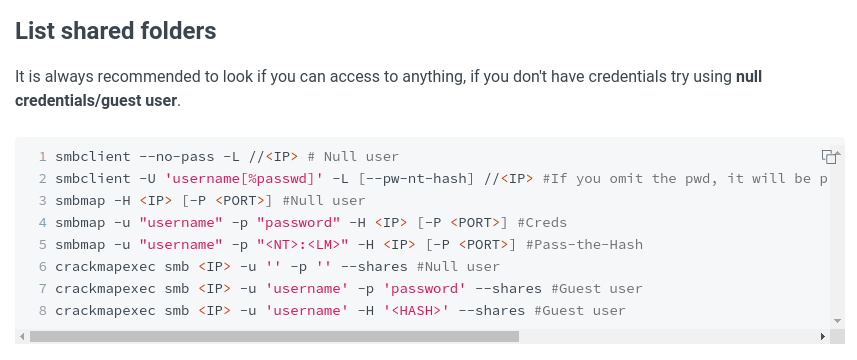 List shared folders
It is always recommended to look if you can access to anything, if you don't have credentials try using null
credentials/guest user.
1 smbclient --no-pass -L //<IP> # Null user
2 smbclient -U 'username[%passwd]' -L [--pw-nt-hash] //<IP> #If you omit the pwd, it will be p
3 smbmap -H <IP> [-P <PORT>] #Null user
4 smbmap -u "username" -p "password" -H <IP> [-P <PORT>] #Creds
5 smbmap -u "username" -p "<NT>:<LM>" -H <IP> [-P <PORT>] #Pass-the-Hash
6 crackmapexec smb <IP> -u '' -p '' --shares #Null user
7 crackmapexec smb <IP> -u 'username' -p 'password' --shares #Guest user
8 crackmapexec smb <IP> -u 'username' -H '<HASH>' --shares #Guest user